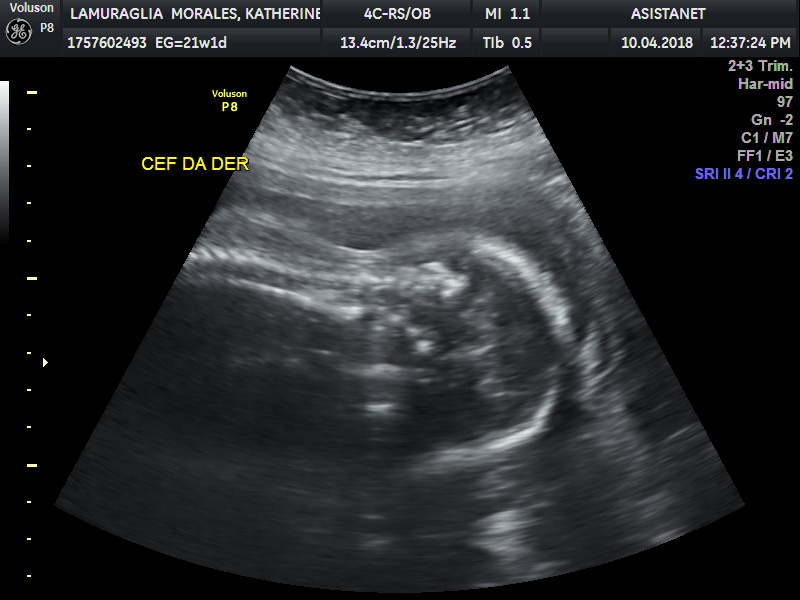 Voluson
P8
LAMURAGLIA MORALES, KATHERINE
4C-RS/OB
MI 1.1
ASISTANET
1757602493 EG=21w1d
13.4cm/1.3/25Hz
TIb 0.5
10.04.2018
12:37:24 PM
2+3 Trim.
Har-mid
97
Gn -2
C1 / M7
FF1 / E3
SRI II 4 / CRI 2
Voluson
P8
CEF DA DER